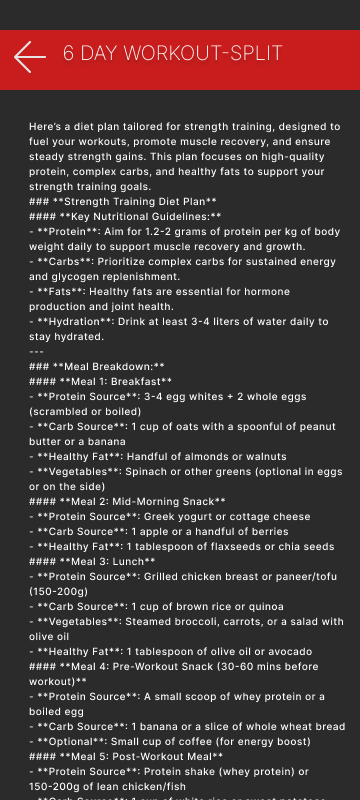 6 DAY WORKOUT-SPLIT
Here's a diet plan tailored for strength training, designed to
fuel your workouts, promote muscle recovery, and ensure
steady strength gains. This plan focuses on high-quality
protein, complex carbs, and healthy fats to support your
strength training goals.
### **Strength Training Diet Plan**
#### **Key Nutritional Guidelines:**
- **Protein**: Aim for 1.2-2 grams of protein per kg of body
weight daily to support muscle recovery and growth.
- **Carbs**: Prioritize complex carbs for sustained energy
and glycogen replenishment.
- **Fats**: Healthy fats are essential for hormone
production and joint health.
- **Hydration**: Drink at least 3-4 liters of water daily to
stay hydrated.
---
### **Meal Breakdown:**
#### **Meal 1: Breakfast**
- **Protein Source**: 3-4 egg whites + 2 whole eggs
(scrambled or boiled)
- **Carb Source**: 1 cup of oats with a spoonful of peanut
butter or a banana
- **Healthy Fat**: Handful of almonds or walnuts
- **Vegetables**: Spinach or other greens (optional in eggs
or on the side)
#### **Meal 2: Mid-Morning Snack**
- **Protein Source**: Greek yogurt or cottage cheese
- **Carb Source**: 1 apple or a handful of berries
- **Healthy Fat**: 1 tablespoon of flaxseeds or chia seeds
#### **Meal 3: Lunch**
- **Protein Source**: Grilled chicken breast or paneer/tofu
(150-200g)
- **Carb Source**: 1 cup of brown rice or quinoa
- **Vegetables**: Steamed broccoli, carrots, or a salad with
olive oil
- **Healthy Fat**: 1 tablespoon of olive oil or avocado
#### **Meal 4: Pre-Workout Snack (30-60 mins before
workout)**
- **Protein Source**: A small scoop of whey protein or a
boiled egg
- **Carb Source**: 1 banana or a slice of whole wheat bread
- **Optional**: Small cup of coffee (for energy boost)
#### **Meal 5: Post-Workout Meal**
- **Protein Source**: Protein shake (whey protein) or
150-200g of lean chicken/fish